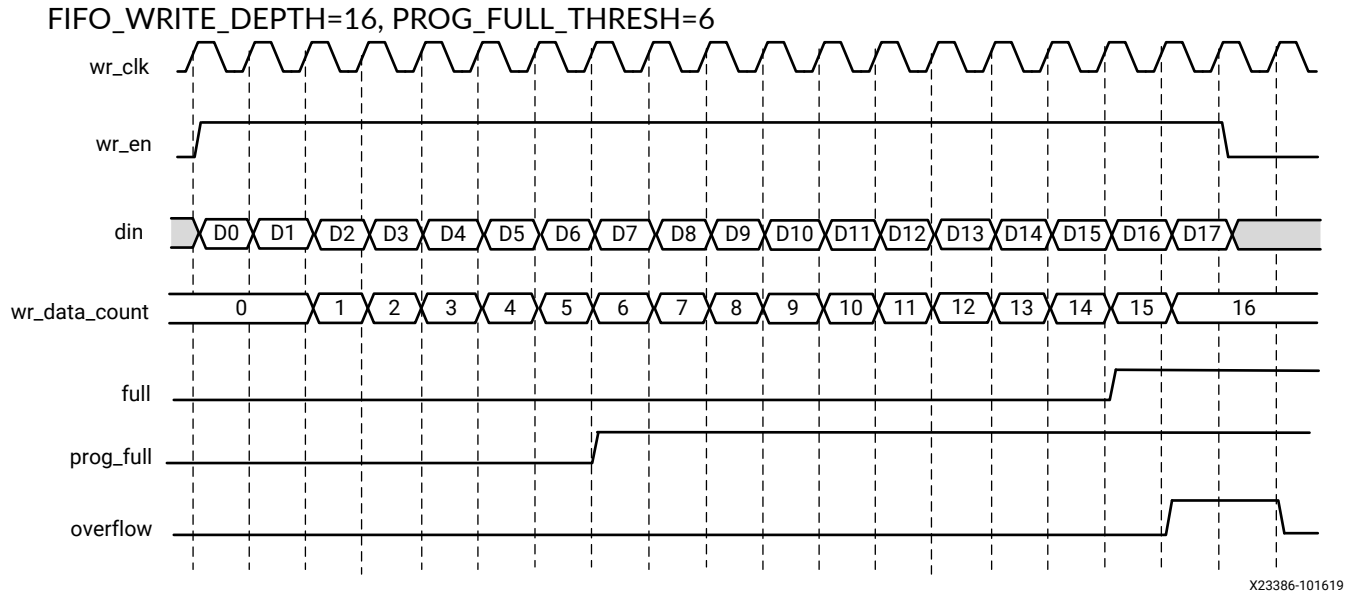 FIFO_WRITE_DEPTH=16, PROG_FULL_THRESH=6
wr_clk
wr_en
din D0 D1 D2 D3 D4 D5 D6 D7 D8 D9 D10 D11 D12 D13 D14 D15 D16 D17
wr_data_count 0 1 2 3 4 5 6 7 8 9 10 11 12 13 14 15 16
full
prog_full
overflow
X23386-101619